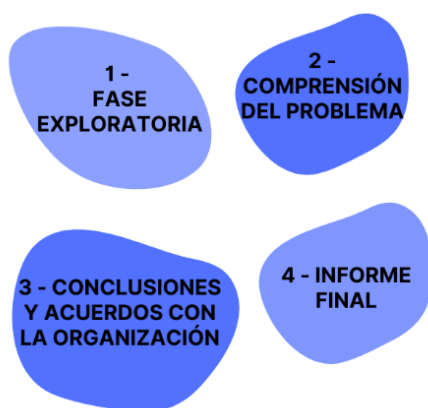 1 -
FASE
EXPLORATORIA
2 -
COMPRENSIÓN
DEL PROBLEMA
3 - CONCLUSIONES
Y ACUERDOS CON
LA ORGANIZACIÓN
4 - INFORME
FINAL